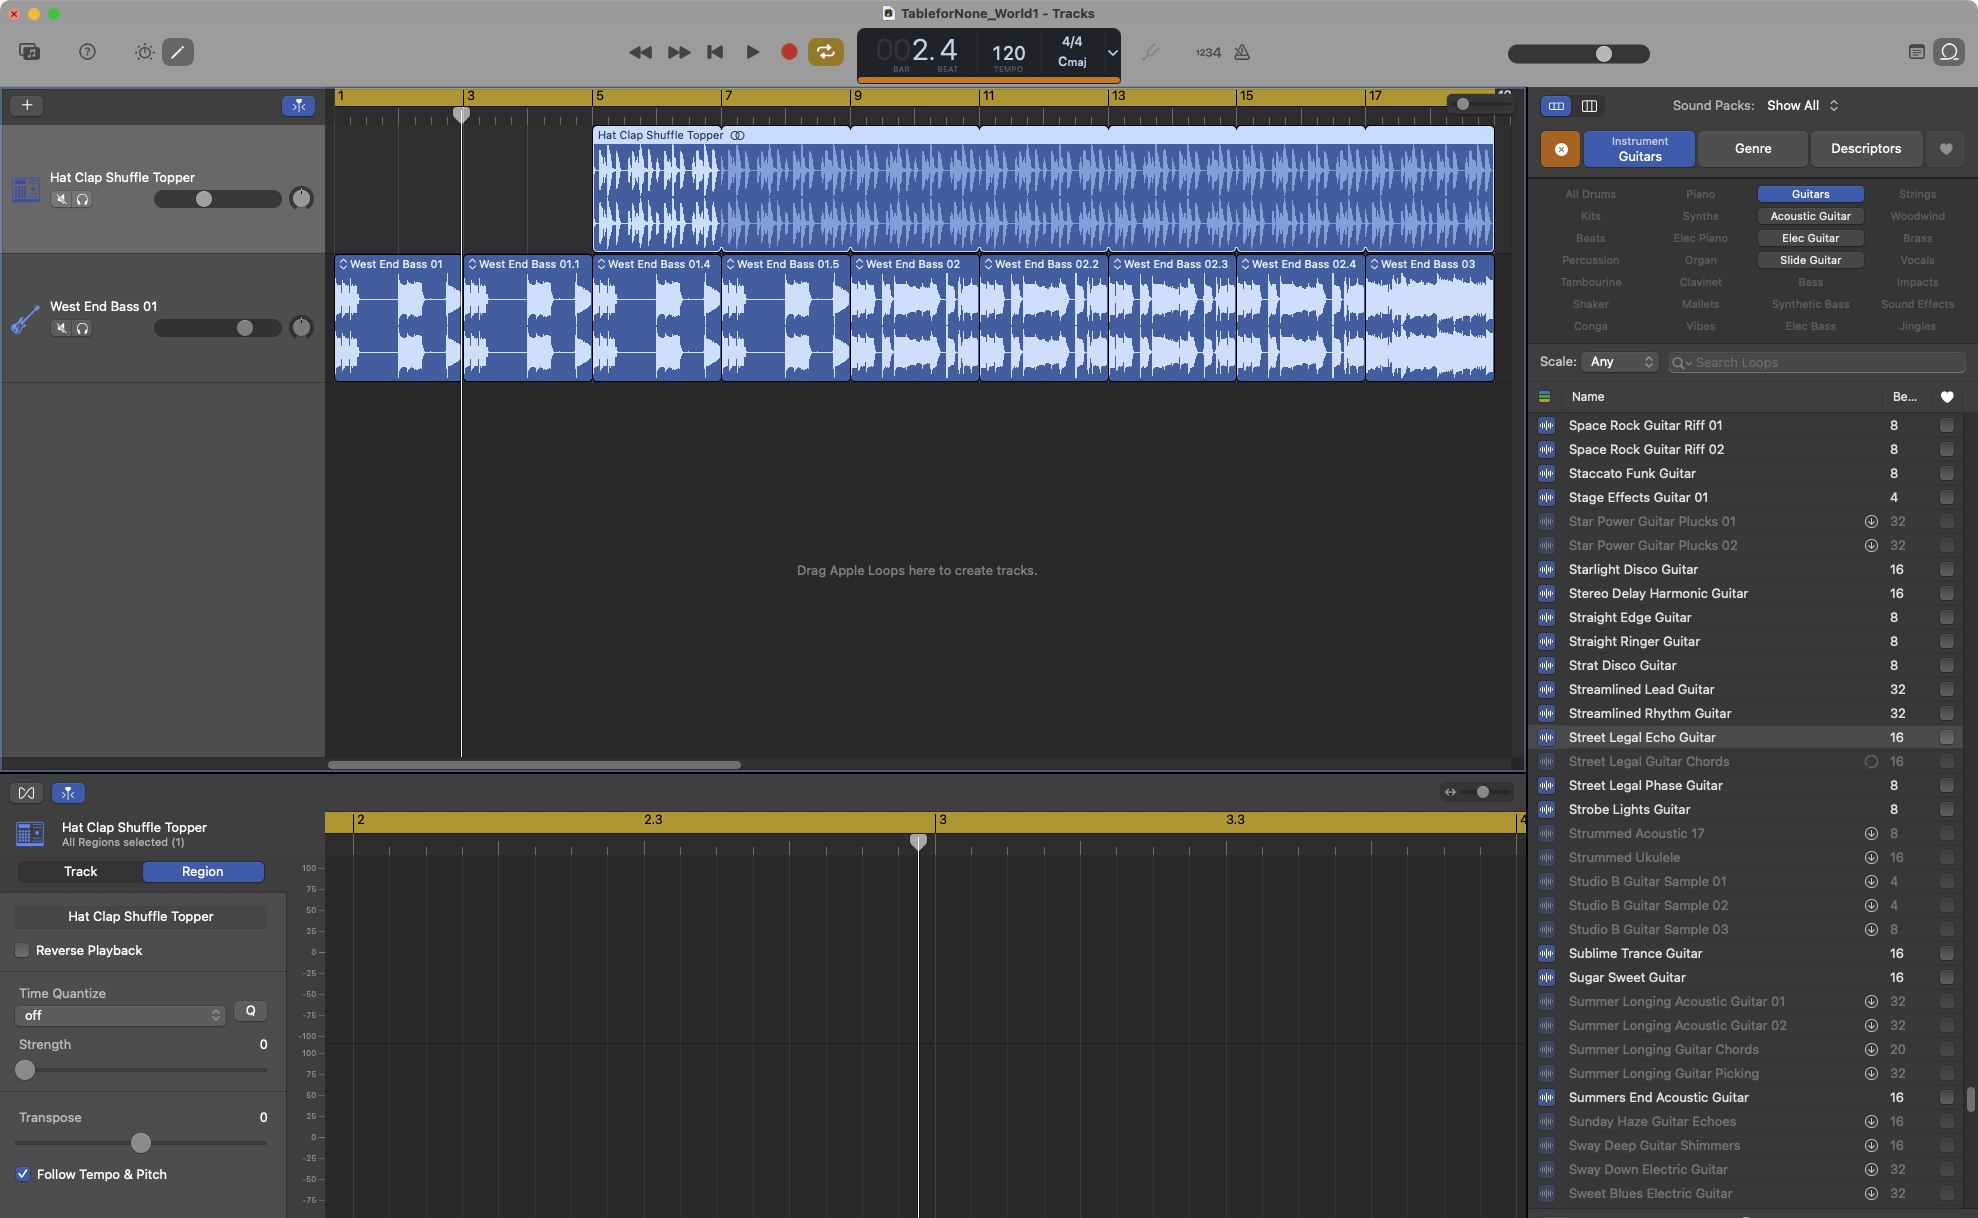 TableforNone_World1 - Tracks
002.4
BAR BEAT
120
TEMPO
4/4
Cmaj
1234
1 3 5 7 9 11 13 15 17
Hat Clap Shuffle Topper
Hat Clap Shuffle Topper
West End Bass 01
West End Bass 01
West End Bass 01.1
West End Bass 01.4
West End Bass 01.5
West End Bass 02
West End Bass 02.2
West End Bass 02.3
West End Bass 02.4
West End Bass 03
Drag Apple Loops here to create tracks.
Hat Clap Shuffle Topper
All Regions selected (1)
Track Region
Hat Clap Shuffle Topper
Reverse Playback
Time Quantize
off Q
Strength 0
Transpose 0
Follow Tempo & Pitch
2 2.3 3 3.3 4
100
75
50
25
0
-25
-50
-75
-100
100
75
50
25
0
-25
-50
-75
Sound Packs: Show All
Instrument
Guitars
Genre
Descriptors
All Drums Piano Guitars Strings
Kits Synths Acoustic Guitar Woodwind
Beats Elec Piano Elec Guitar Brass
Percussion Organ Slide Guitar Vocals
Tambourine Clavinet Bass Impacts
Shaker Mallets Synthetic Bass Sound Effects
Conga Vibes Elec Bass Jingles
Scale: Any Search Loops
Name Be...
Space Rock Guitar Riff 01 8
Space Rock Guitar Riff 02 8
Staccato Funk Guitar 8
Stage Effects Guitar 01 4
Star Power Guitar Plucks 01 32
Star Power Guitar Plucks 02 32
Starlight Disco Guitar 16
Stereo Delay Harmonic Guitar 16
Straight Edge Guitar 8
Straight Ringer Guitar 8
Strat Disco Guitar 8
Streamlined Lead Guitar 32
Streamlined Rhythm Guitar 32
Street Legal Echo Guitar 16
Street Legal Guitar Chords 16
Street Legal Phase Guitar 8
Strobe Lights Guitar 8
Strummed Acoustic 17 8
Strummed Ukulele 16
Studio B Guitar Sample 01 4
Studio B Guitar Sample 02 4
Studio B Guitar Sample 03 8
Sublime Trance Guitar 16
Sugar Sweet Guitar 16
Summer Longing Acoustic Guitar 01 32
Summer Longing Acoustic Guitar 02 32
Summer Longing Guitar Chords 20
Summer Longing Guitar Picking 32
Summers End Acoustic Guitar 16
Sunday Haze Guitar Echoes 16
Sway Deep Guitar Shimmers 16
Sway Down Electric Guitar 32
Sweet Blues Electric Guitar 32